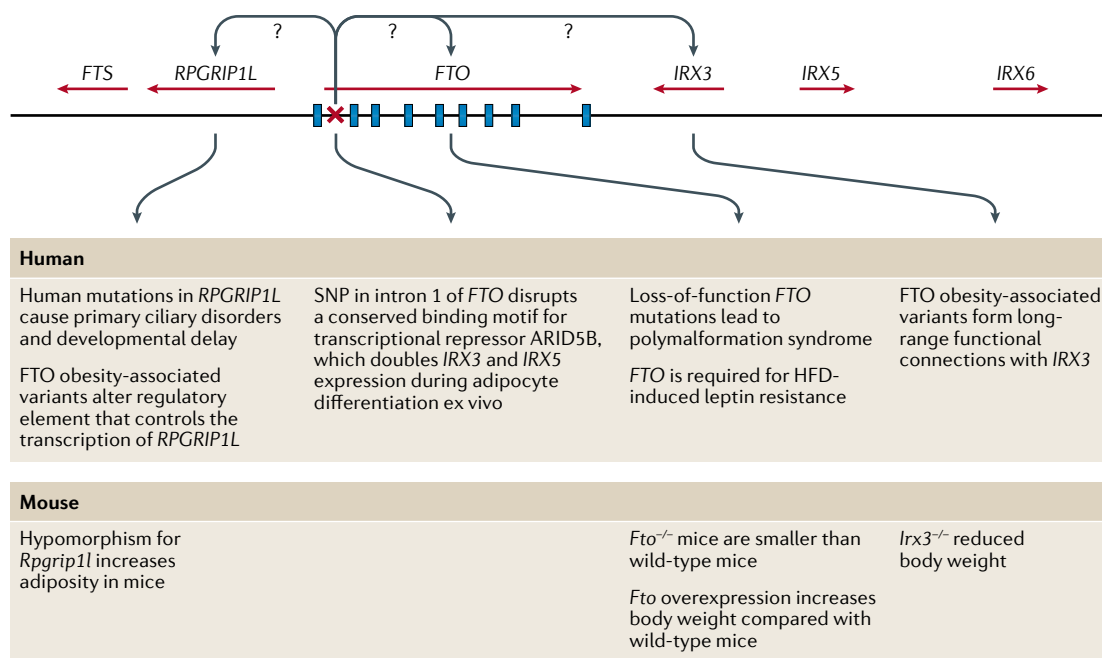 ? ? ?
FTS RPGRIP1L FTO IRX3 IRX5 IRX6
Human
Human mutations in RPGRIP1L
cause primary ciliary disorders
and developmental delay
FTO obesity-associated
variants alter regulatory
element that controls the
transcription of RPGRIP1L
SNP in intron 1 of FTO disrupts
a conserved binding motif for
transcriptional repressor ARID5B,
which doubles IRX3 and IRX5
expression during adipocyte
differentiation ex vivo
Loss-of-function FTO
mutations lead to
polymalformation syndrome
FTO is required for HFD-
induced leptin resistance
FTO obesity-associated
variants form long-
range functional
connections with IRX3
Mouse
Hypomorphism for
Rpgrip1l increases
adiposity in mice
Fto–/– mice are smaller than
wild-type mice
Fto overexpression increases
body weight compared with
wild-type mice
Irx3–/– reduced
body weight